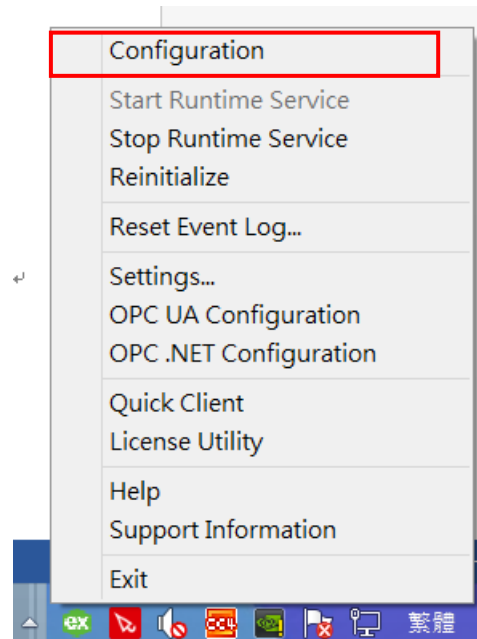 Configuration
Start Runtime Service
Stop Runtime Service
Reinitialize
Reset Event Log...
Settings...
OPC UA Configuration
OPC .NET Configuration
Quick Client
License Utility
Help
Support Information
Exit
ex CC4 繁體